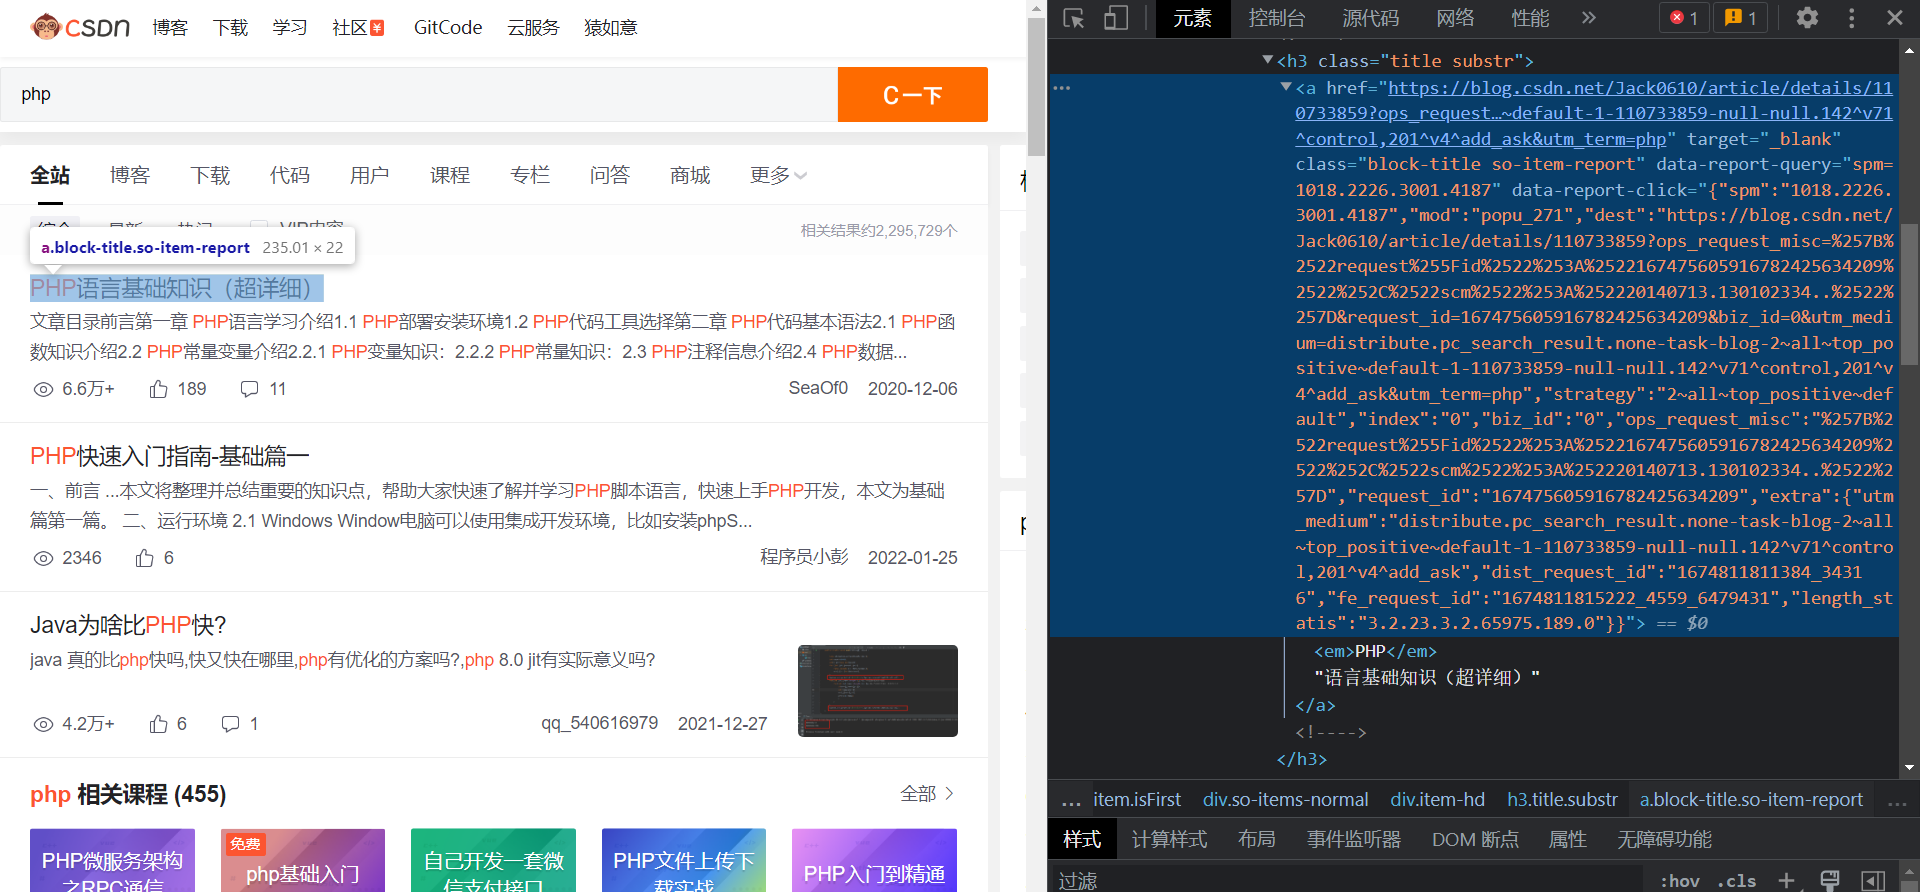 CSDN 博客 下载 学习 社区 ¥ GitCode 云服务 猿如意
php
C一下
全站 博客 下载 代码 用户 课程 专栏 问答 商城 更多
综合 最新 热门 VIP内容
相关结果约2,295,729个
a.block-title.so-item-report 235.01 × 22
PHP语言基础知识（超详细）
文章目录前言第一章 PHP语言学习介绍1.1 PHP部署安装环境1.2 PHP代码工具选择第二章 PHP代码基本语法2.1 PHP函
数知识介绍2.2 PHP常量变量介绍2.2.1 PHP变量知识：2.2.2 PHP常量知识：2.3 PHP注释信息介绍2.4 PHP数据...
6.6万+ 189 11 SeaOf0 2020-12-06
PHP快速入门指南-基础篇一
一、前言 ...本文将整理并总结重要的知识点，帮助大家快速了解并学习PHP脚本语言，快速上手PHP开发，本文为基础
篇第一篇。 二、运行环境 2.1 Windows Window电脑可以使用集成开发环境，比如安装phpS...
2346 6 程序员小彭 2022-01-25
Java为啥比PHP快?
java 真的比php快吗,快又快在哪里,php有优化的方案吗?,php 8.0 jit有实际意义吗?
4.2万+ 6 1 qq_540616979 2021-12-27
php 相关课程 (455)
全部
PHP微服务架构
之RPC通信
免费
php基础入门
自己开发一套微
信支付接口
PHP文件上传下
载实战
PHP入门到精通
元素 控制台 源代码 网络 性能 1 1
<h3 class="title substr">
<a href="https://blog.csdn.net/Jack0610/article/details/11
0733859?ops_request…~default-1-110733859-null-null.142^v71
^control,201^v4^add_ask&utm_term=php" target="_blank"
class="block-title so-item-report" data-report-query="spm=
1018.2226.3001.4187" data-report-click="{"spm":"1018.2226.
3001.4187","mod":"popu_271","dest":"https://blog.csdn.net/
Jack0610/article/details/110733859?ops_request_misc=%257B%
2522request%255Fid%2522%253A%2522167475605916782425634209%
2522%252C%2522scm%2522%253A%252220140713.130102334..%2522%
257D&request_id=167475605916782425634209&biz_id=0&utm_medi
um=distribute.pc_search_result.none-task-blog-2~all~top_po
sitive~default-1-110733859-null-null.142^v71^control,201^v
4^add_ask&utm_term=php","strategy":"2~all~top_positive~def
ault","index":"0","biz_id":"0","ops_request_misc":"%257B%2
522request%255Fid%2522%253A%2522167475605916782425634209%2
522%252C%2522scm%2522%253A%252220140713.130102334..%2522%2
57D","request_id":"167475605916782425634209","extra":{"utm
_medium":"distribute.pc_search_result.none-task-blog-2~all
~top_positive~default-1-110733859-null-null.142^v71^contro
l,201^v4^add_ask","dist_request_id":"1674811811384_3431
6","fe_request_id":"1674811815222_4559_6479431","length_st
atis":"3.2.23.3.2.65975.189.0"}}"> == $0
<em>PHP</em>
"语言基础知识（超详细）"
</a>
<!---->
</h3>
... item.isFirst div.so-items-normal div.item-hd h3.title.substr a.block-title.so-item-report ...
样式 计算样式 布局 事件监听器 DOM 断点 属性 无障碍功能
过滤 :hov .cls